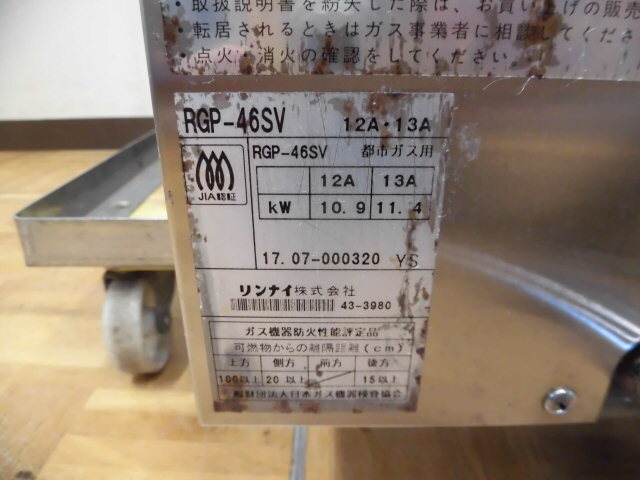 ・取扱説明書を紛失した際は、お買い上げの販売
・転居されるときはガス事業者に相談してくださ
・点火・消火の確認をしてください。
RGP-46SV 12A・13A
RGP-46SV 都市ガス用
JIA認証
12A 13A
kW 10.9 11.4
17.07-000320 YS
リンナイ株式会社
43-3980
ガス機器防火性能評定品
可燃物からの離隔距離(cm)
上方 側方 前方 後方
100以上 20以上 15以上
一般財団法人日本ガス機器検査協会